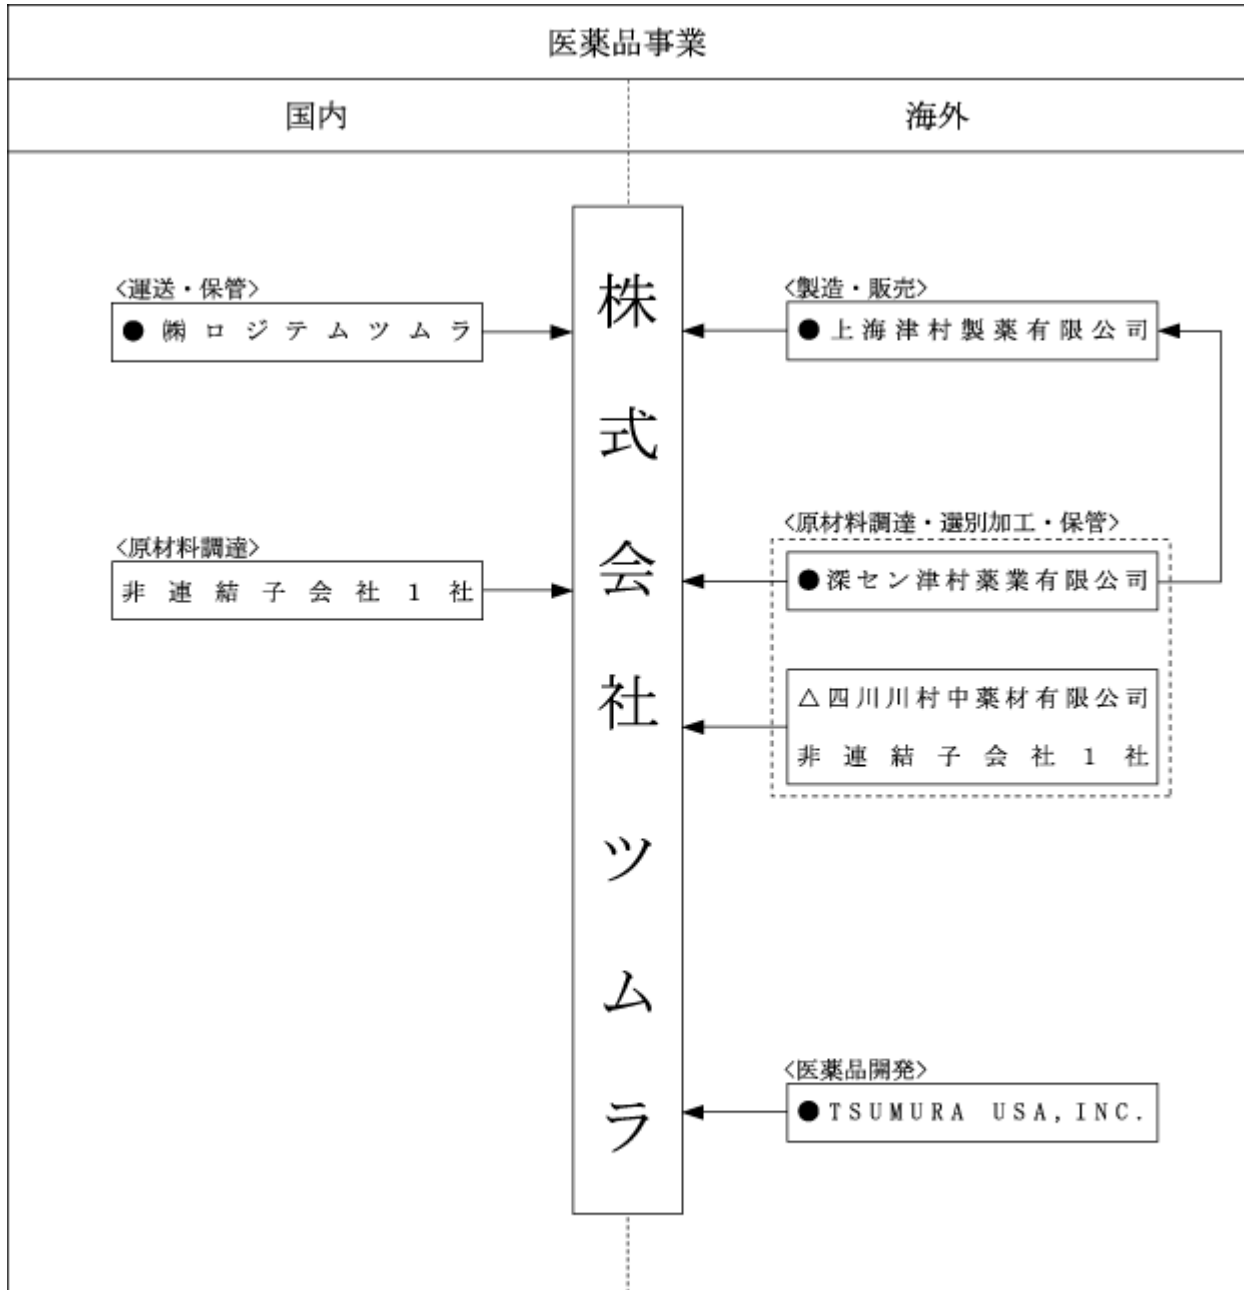 医薬品事業
国内
海外
<運送・保管>
● ㈱ロジテムツムラ
<原材料調達>
非連結子会社1社
株式会社ツムラ
<製造・販売>
●上海津村製薬有限公司
<原材料調達・選別加工・保管>
●深セン津村薬業有限公司
△四川川村中薬材有限公司
非連結子会社1社
<医薬品開発>
●TSUMURA USA,INC.